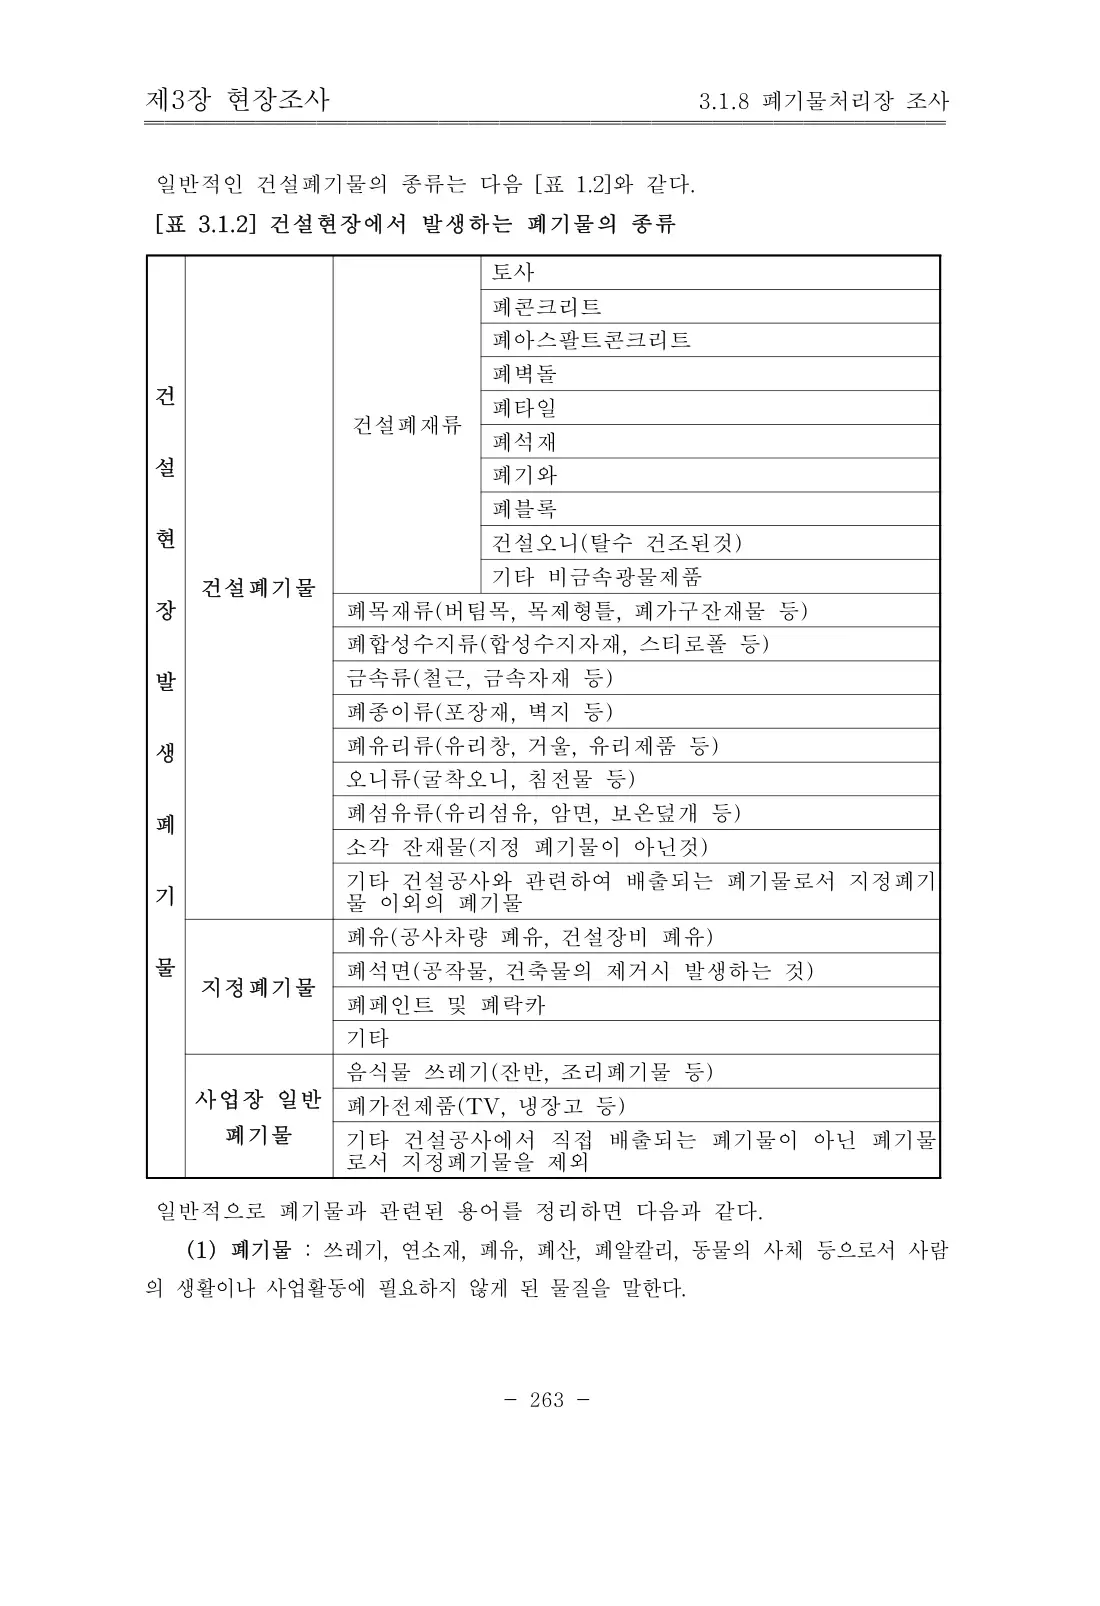 제3장 현장조사
3.1.8 폐기물처리장 조사
일반적인 건설폐기물의 종류는 다음 [표 1.2]와 같다.
[표 3.1.2] 건설현장에서 발생하는 폐기물의 종류
건
설
현
장
발
생
폐
기
물
건설폐기물
건설폐재류
토사
폐콘크리트
폐아스팔트콘크리트
폐벽돌
폐타일
폐석재
폐기와
폐블록
건설오니(탈수 건조된것)
기타 비금속광물제품
폐목재류(버팀목, 목제형틀, 폐가구잔재물 등)
폐합성수지류(합성수지자재, 스티로폴 등)
금속류(철근, 금속자재 등)
폐종이류(포장재, 벽지 등)
폐유리류(유리창, 거울, 유리제품 등)
오니류(굴착오니, 침전물 등)
폐섬유류(유리섬유, 암면, 보온덮개 등)
소각 잔재물(지정 폐기물이 아닌것)
기타 건설공사와 관련하여 배출되는 폐기물로서 지정폐기
물 이외의 폐기물
지정폐기물
폐유(공사차량 폐유, 건설장비 폐유)
폐석면(공작물, 건축물의 제거시 발생하는 것)
폐페인트 및 폐락카
기타
사업장 일반
폐기물
음식물 쓰레기(잔반, 조리폐기물 등)
폐가전제품(TV, 냉장고 등)
기타 건설공사에서 직접 배출되는 폐기물이 아닌 폐기물
로서 지정폐기물을 제외
일반적으로 폐기물과 관련된 용어를 정리하면 다음과 같다.
(1) 폐기물 : 쓰레기, 연소재, 폐유, 폐산, 폐알칼리, 동물의 사체 등으로서 사람
의 생활이나 사업활동에 필요하지 않게 된 물질을 말한다.
- 263 -